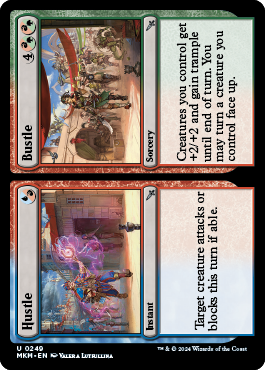 Hustle
Instant
Target creature attacks or
blocks this turn if able.
Bustle
4
Sorcery
Creatures you control get
+2/+2 and gain trample
until end of turn. You
may turn a creature you
control face up.
U 0249
MKM • EN Valera Lutfullina
™ & © 2024 Wizards of the Coast